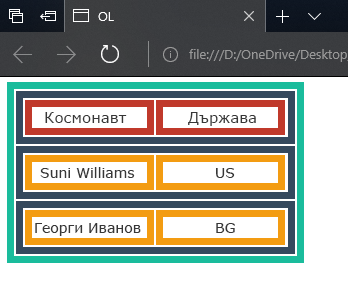 OL
file:///D:/OneDrive/Desktop
Космонавт Държава
Suni Williams US
Георги Иванов BG